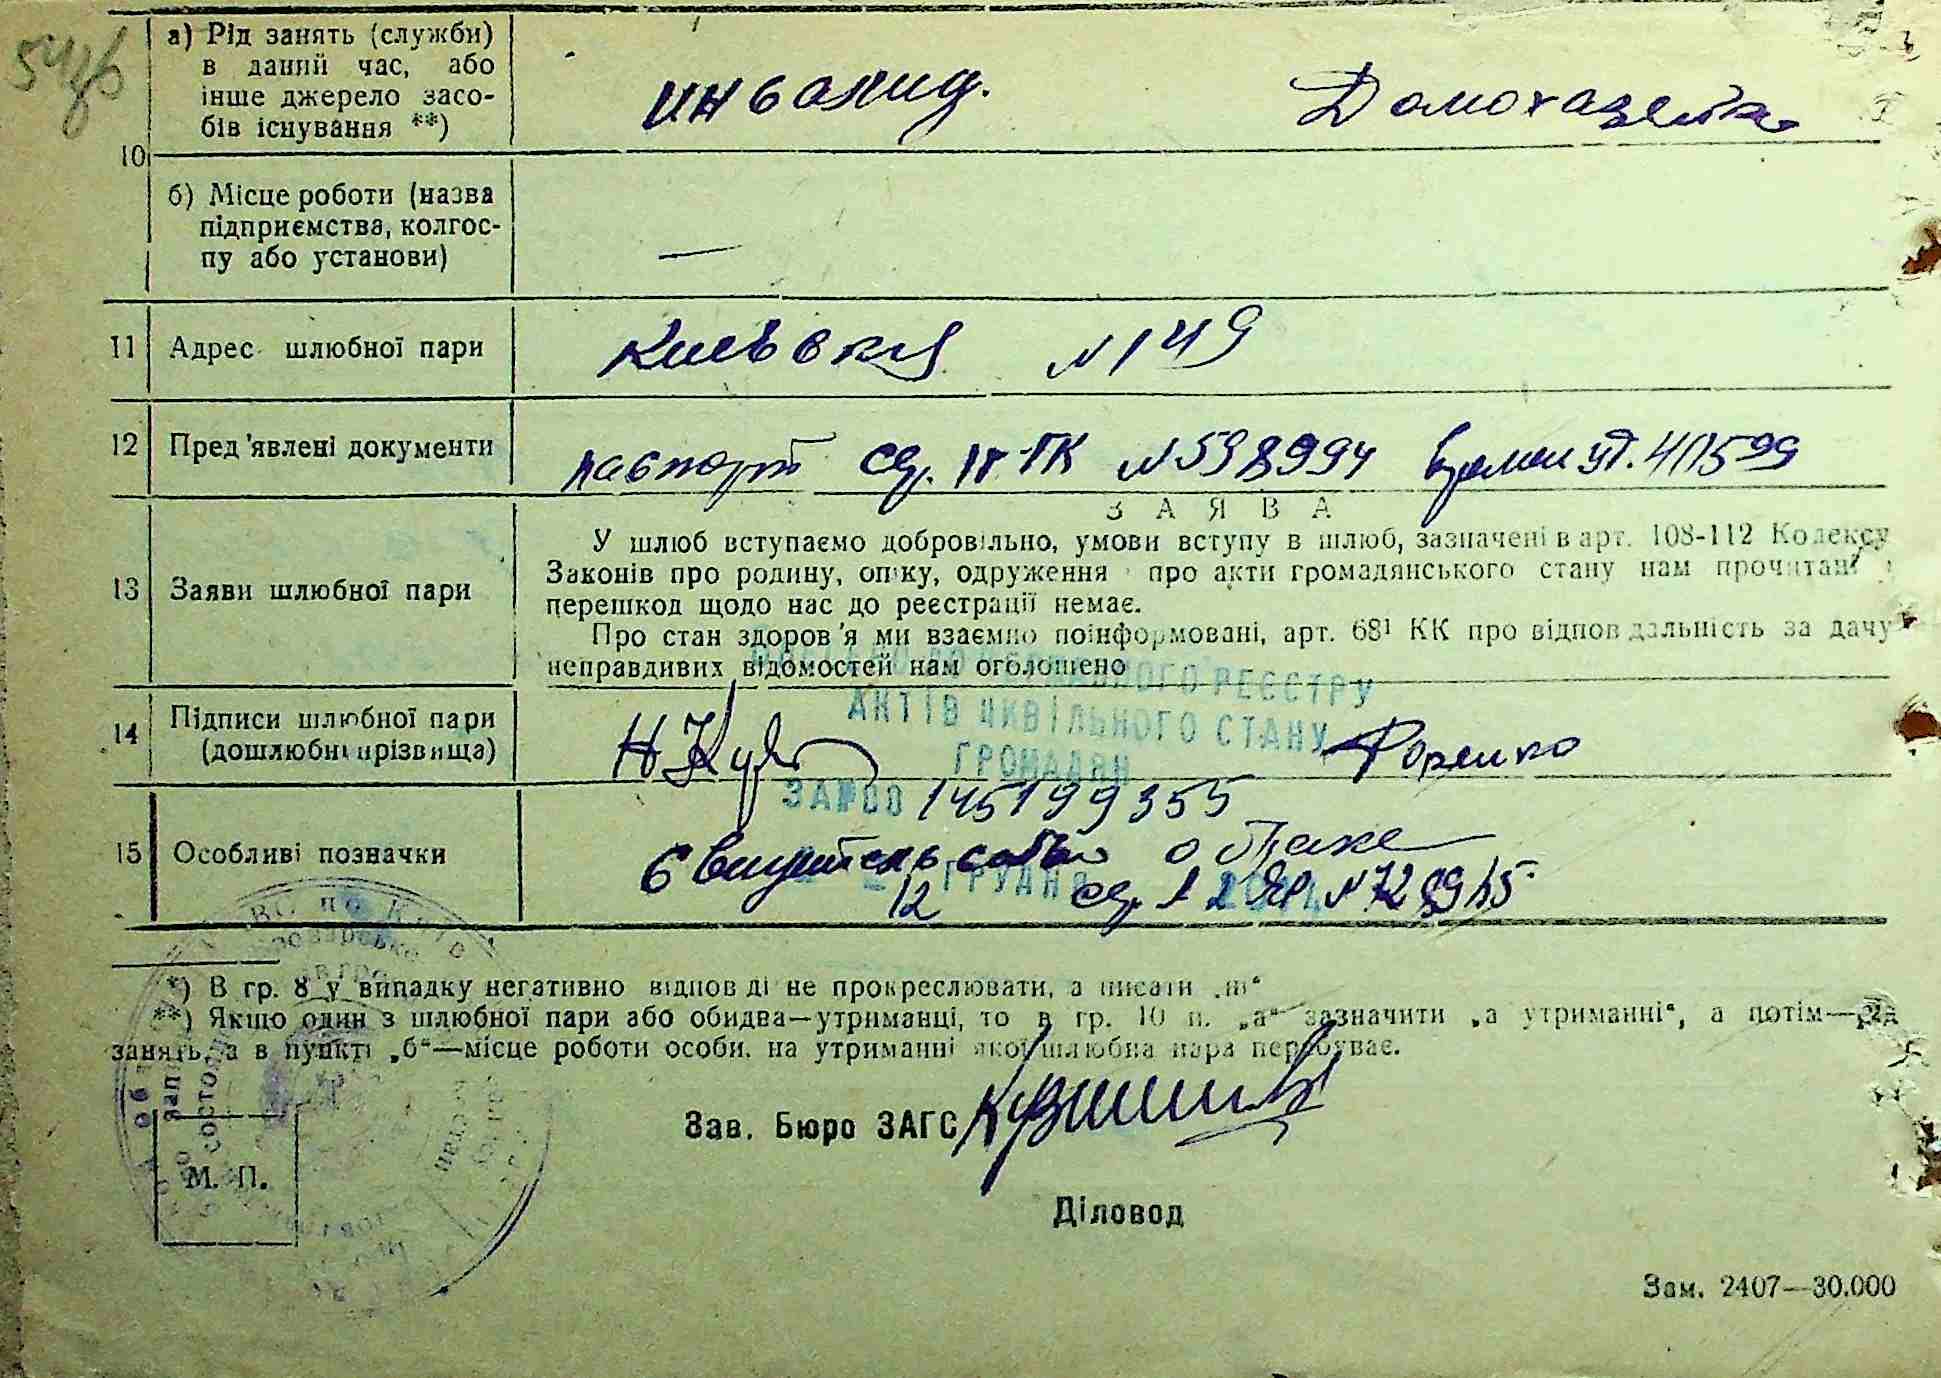 а) Рід занять (служби)
в даний час, або
інше джерело засо-
бів існування **)
инвалид.
Домохазейка
10
б) Місце роботи (назва
підприємства, колгос-
пу або установи)
—
11
Адрес шлюбної пари
Киевская №149
12
Пред'явлені документи
паспорт сер. IV ГК №598994
уд. 4П599
ЗАЯВА
13
Заяви шлюбної пари
У шлюб вступаємо добровільно, умови вступу в шлюб, зазначені в арт. 108-112 Кодексу
Законів про родину, опіку, одруження про акти громадянського стану нам прочитані
перешкод щодо нас до реєстрації немає.
Про стан здоров'я ми взаємно поінформовані, арт. 68¹ КК про відповідальність за дачу
неправдивих відомостей нам оголошено
РЕЄСТРУ
АКТІВ ЦИВІЛЬНОГО СТАНУ
ГРОМАДЯН
14
Підписи шлюбної пари
(дошлюбні прізвища)
15
Особливі позначки
145199355
Свидительство о браке
ГРУДНЯ
12
*) В гр. 8 у випадку негативно відповіді не прокреслювати, а писати „ні“
**) Якщо один з шлюбної пари або обидва—утриманці, то в гр. 10 п. „а“ зазначити „а утриманні“, а потім—рід
занять, а в пункті „б“—місце роботи особи, на утриманні якої шлюбна пара перебуває.
Зав. Бюро ЗАГС
М. П.
Діловод
Зам. 2407—30.000